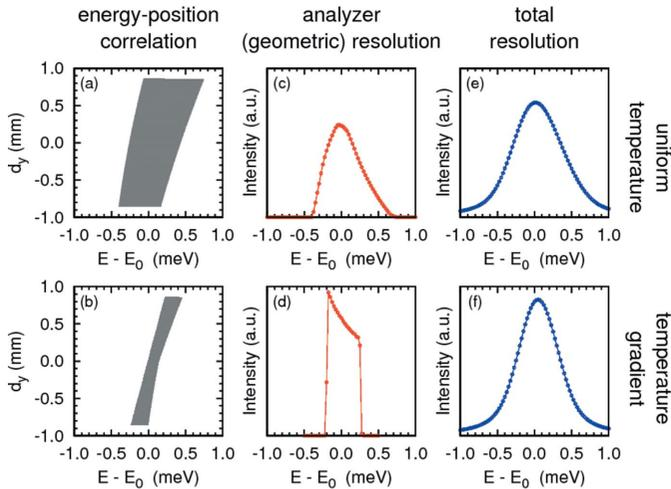 energy-position
correlation
analyzer
(geometric) resolution
total
resolution
(a)
1.0
0.5
0.0
-0.5
-1.0
d_y (mm)
-1.0 -0.5 0.0 0.5 1.0
E - E_0 (meV)
(c)
Intensity (a.u.)
-1.0 -0.5 0.0 0.5 1.0
E - E_0 (meV)
(e)
Intensity (a.u.)
-1.0 -0.5 0.0 0.5 1.0
E - E_0 (meV)
uniform
temperature
(b)
1.0
0.5
0.0
-0.5
-1.0
d_y (mm)
-1.0 -0.5 0.0 0.5 1.0
E - E_0 (meV)
(d)
Intensity (a.u.)
-1.0 -0.5 0.0 0.5 1.0
E - E_0 (meV)
(f)
Intensity (a.u.)
-1.0 -0.5 0.0 0.5 1.0
E - E_0 (meV)
temperature
gradient